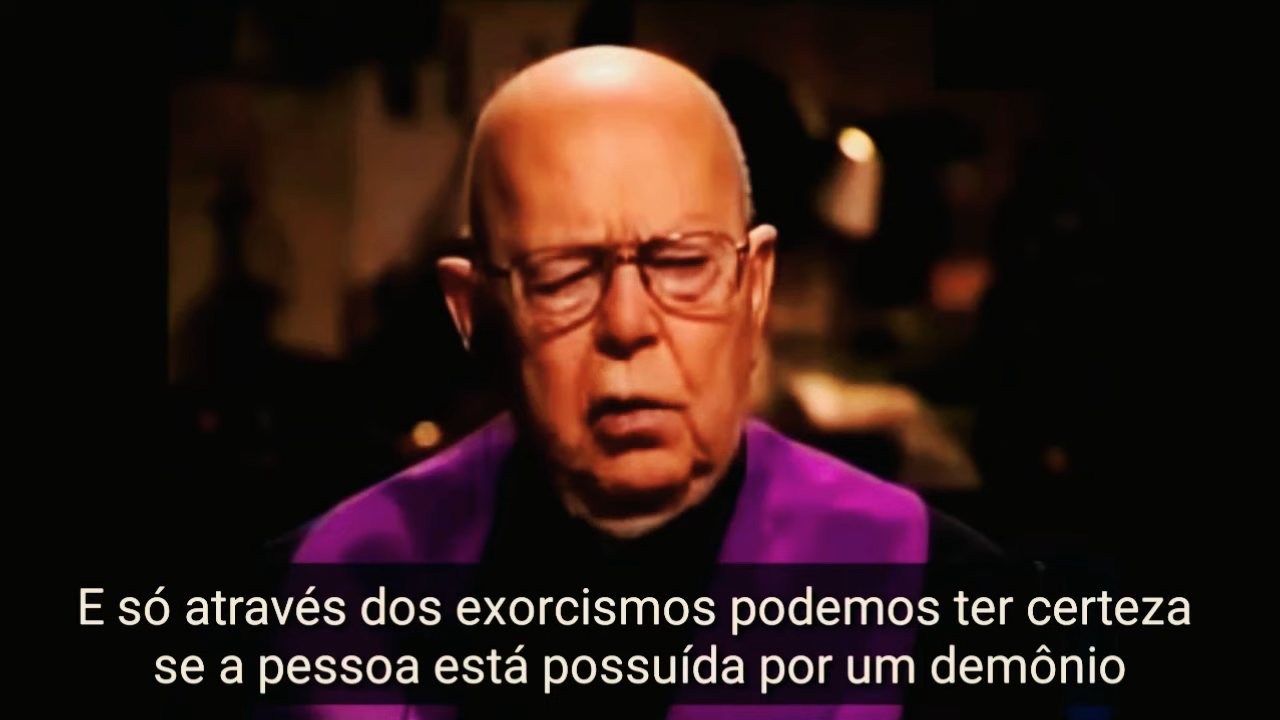 E só através dos exorcismos podemos ter certeza
se a pessoa está possuída por um demônio